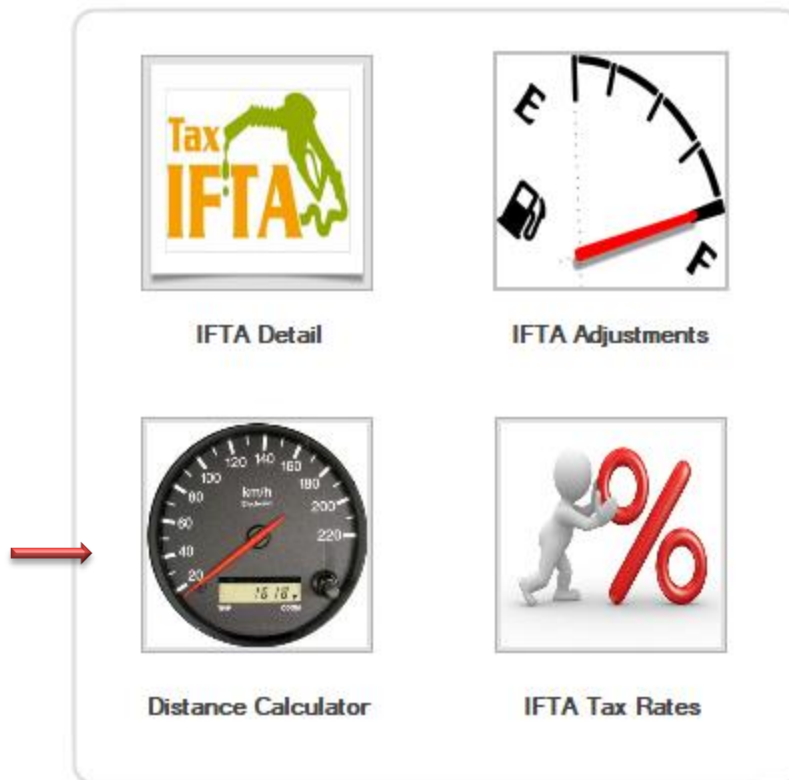 Tax
IFTA
IFTA Detail
E
F
IFTA Adjustments
20
40
60
80
100
120
140
160
180
200
220
km/h
1618
Distance Calculator
%
IFTA Tax Rates